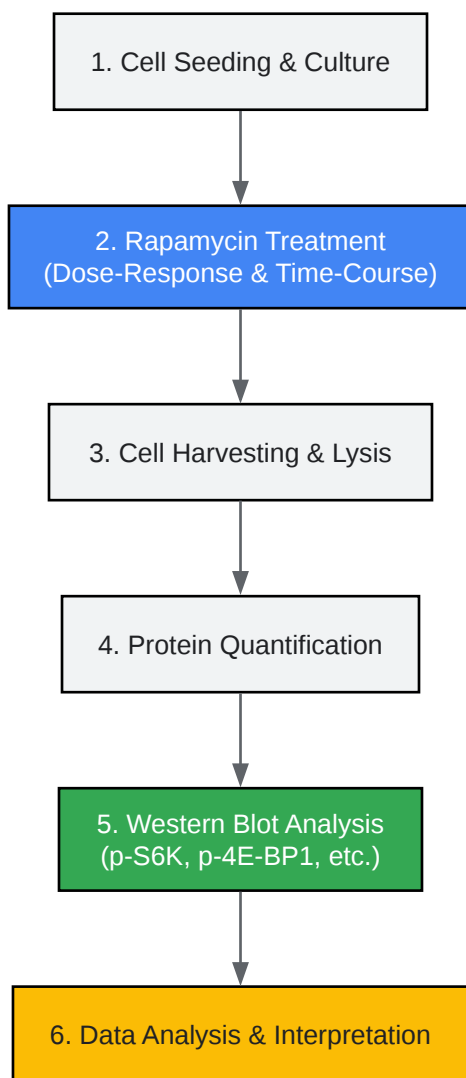 1. Cell Seeding & Culture
2. Rapamycin Treatment
(Dose-Response & Time-Course)
3. Cell Harvesting & Lysis
4. Protein Quantification
5. Western Blot Analysis
(p-S6K, p-4E-BP1, etc.)
6. Data Analysis & Interpretation